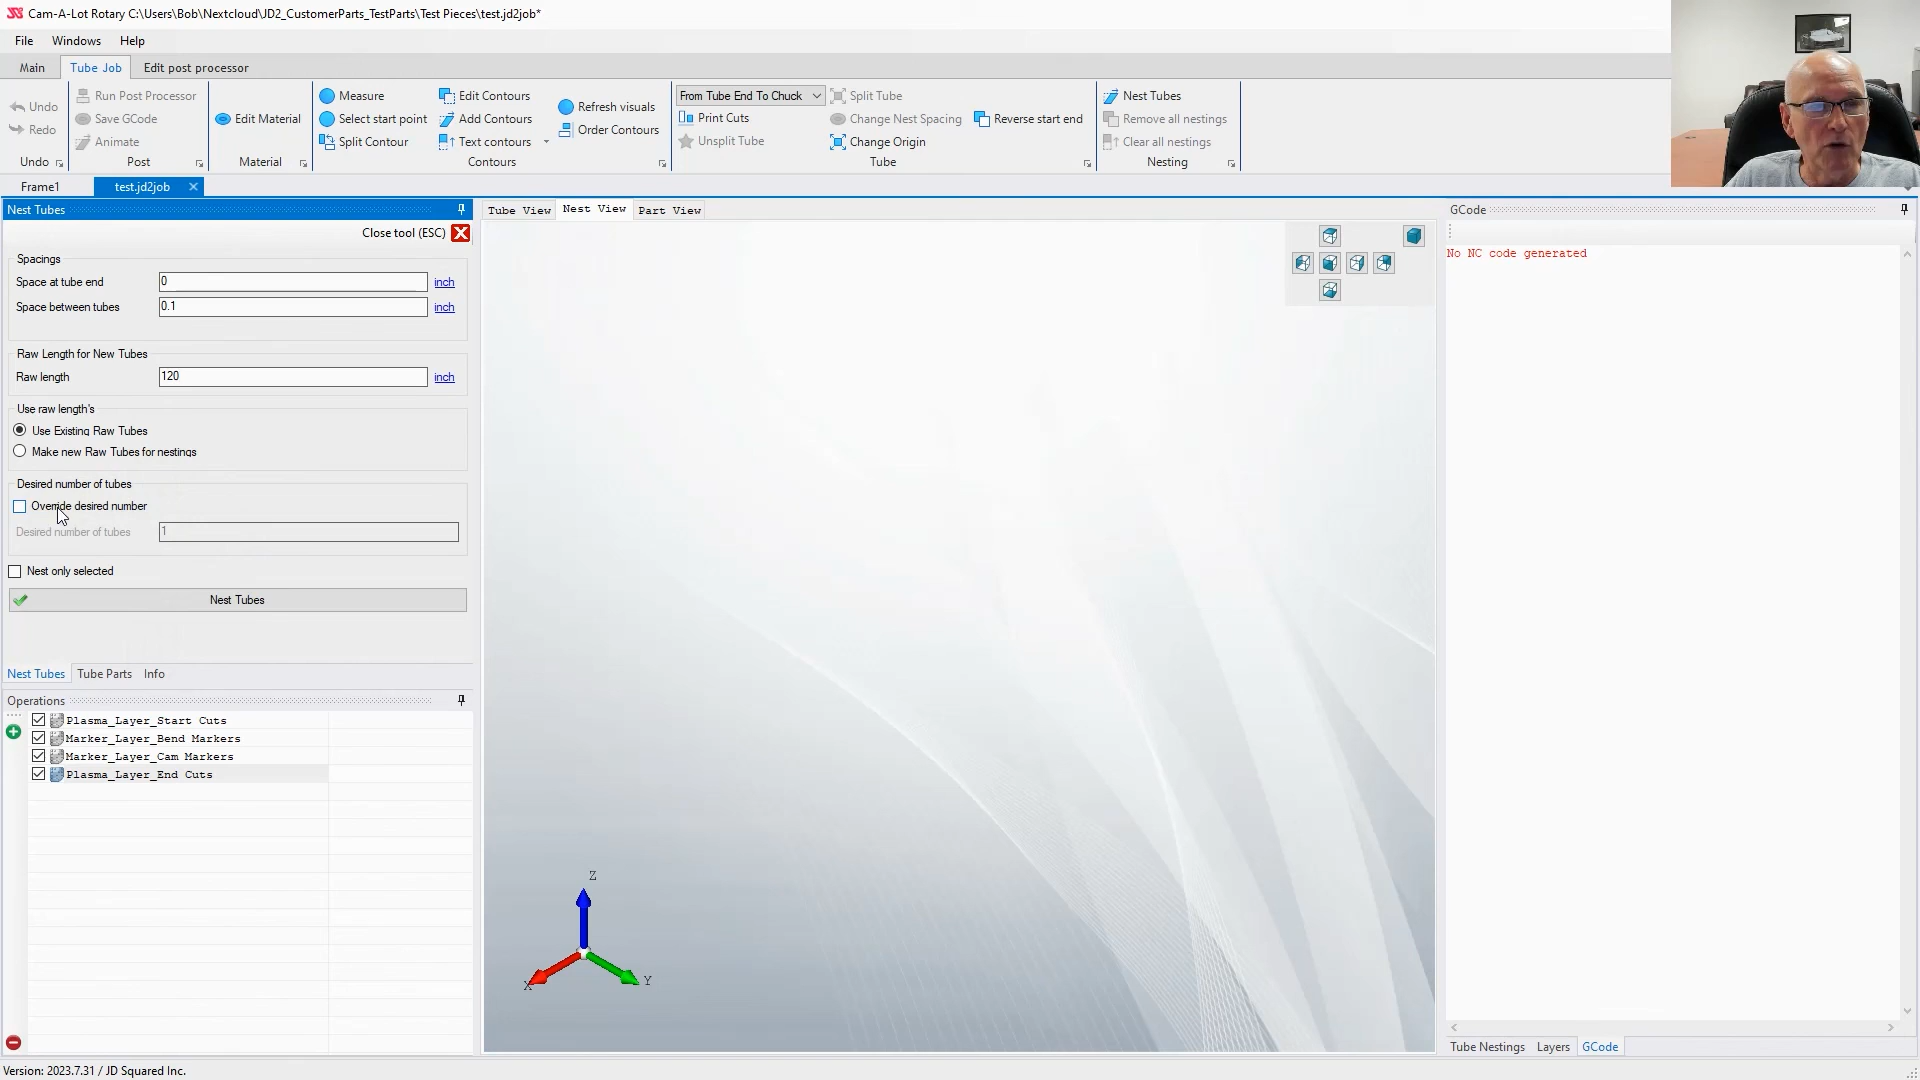 Cam-A-Lot Rotary C:\Users\Bob\Nextcloud\JD2_CustomerParts_TestParts\Test Pieces\test.jd2job*
File Windows Help
Main Tube Job Edit post processor
Undo
Redo
Undo
Run Post Processor
Save GCode
Animate
Post
Edit Material
Material
Measure
Select start point
Split Contour
Edit Contours
Add Contours
Text contours
Refresh visuals
Order Contours
Contours
From Tube End To Chuck
Print Cuts
Unsplit Tube
Split Tube
Change Nest Spacing
Change Origin
Reverse start end
Tube
Nest Tubes
Remove all nestings
Clear all nestings
Nesting
Frame1 test.jd2job
Nest Tubes
Close tool (ESC)
Spacings
Space at tube end 0 inch
Space between tubes 0.1 inch
Raw Length for New Tubes
Raw length 120 inch
Use raw length's
Use Existing Raw Tubes
Make new Raw Tubes for nestings
Desired number of tubes
Override desired number
Desired number of tubes 1
Nest only selected
Nest Tubes
Nest Tubes Tube Parts Info
Operations
Plasma_Layer_Start Cuts
Marker_Layer_Bend Markers
Marker_Layer_Cam Markers
Plasma_Layer_End Cuts
Tube View Nest View Part View
Z
X
Y
GCode
No NC code generated
Tube Nestings Layers GCode
Version: 2023.7.31 / JD Squared Inc.